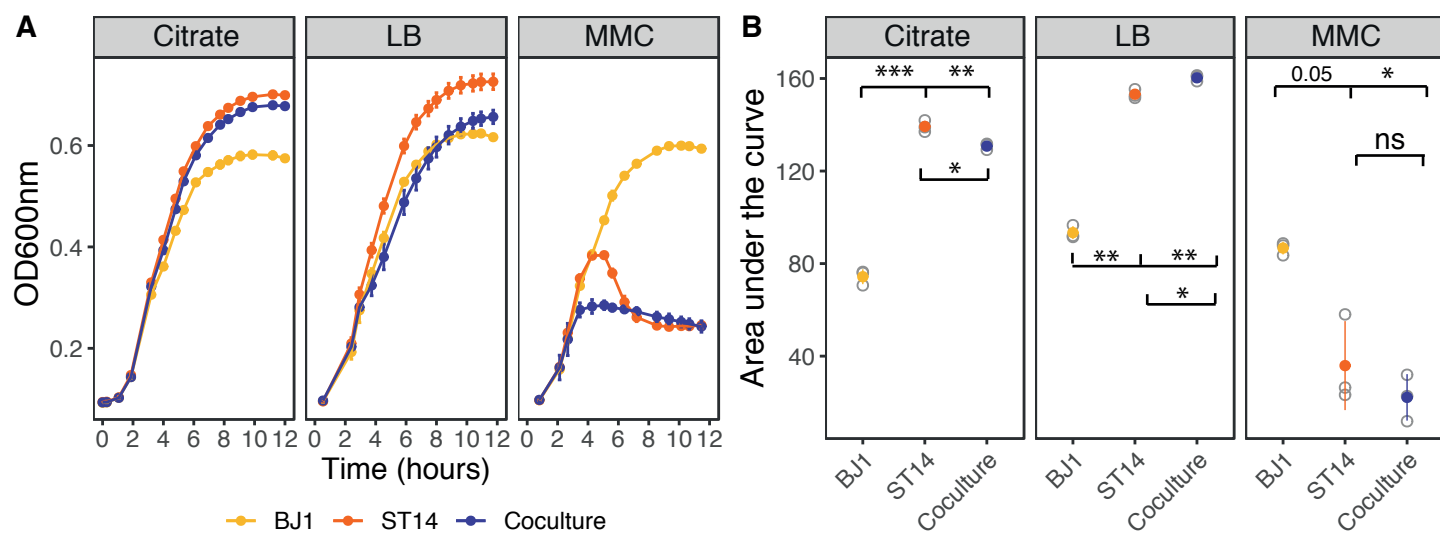 A
Citrate
LB
MMC
OD600nm
0.6
0.4
0.2
0 2 4 6 8 10 12
0 2 4 6 8 10 12
0 2 4 6 8 10 12
Time (hours)
BJ1
ST14
Coculture
B
Citrate
LB
MMC
Area under the curve
160
120
80
40
*** **
*
** **
*
0.05 *
ns
BJ1
ST14
Coculture
BJ1
ST14
Coculture
BJ1
ST14
Coculture